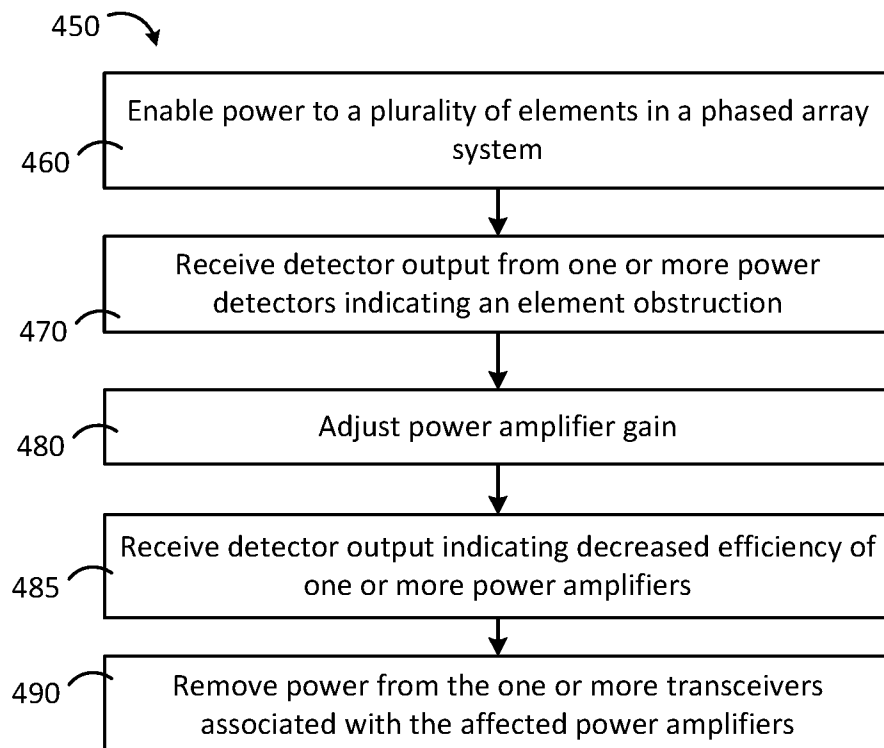 450
Enable power to a plurality of elements in a phased array
system
460
Receive detector output from one or more power
detectors indicating an element obstruction
470
Adjust power amplifier gain
480
Receive detector output indicating decreased efficiency of
one or more power amplifiers
485
Remove power from the one or more transceivers
associated with the affected power amplifiers
490